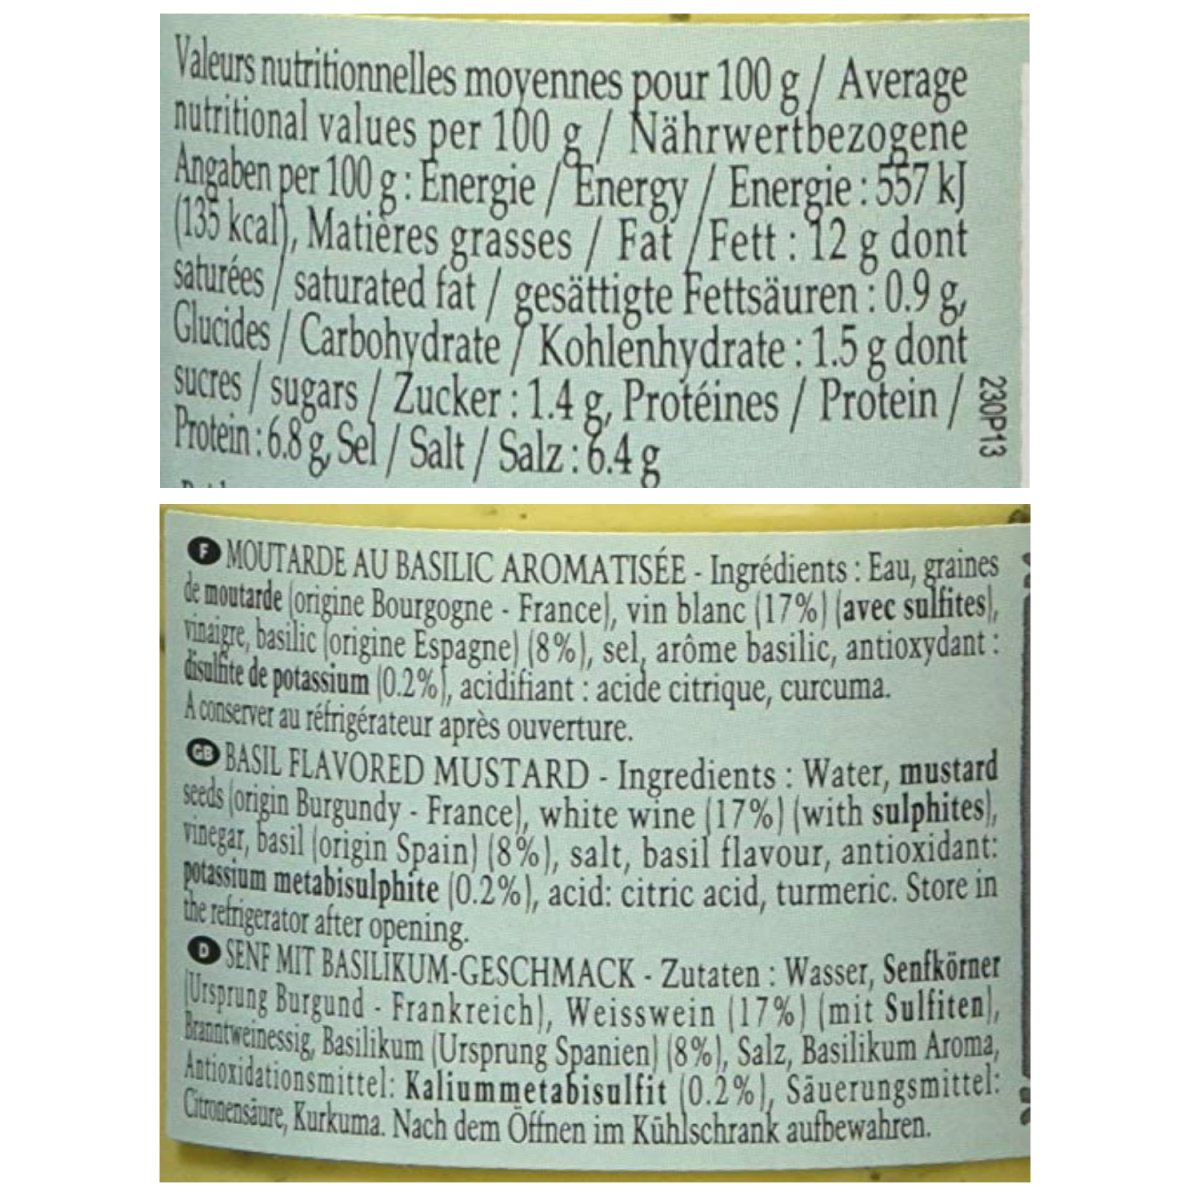 Valeurs nutritionnelles moyennes pour 100 g / Average
nutritional values per 100 g / Nährwertbezogene
Angaben per 100 g : Énergie / Energy / Energie : 557 kJ
(135 kcal), Matières grasses / Fat / Fett : 12 g dont
saturées / saturated fat / gesättigte Fettsäuren : 0.9 g,
Glucides / Carbohydrate / Kohlenhydrate : 1.5 g dont
sucres / sugars / Zucker : 1.4 g, Protéines / Protein /
Protein : 6.8 g, Sel / Salt / Salz : 6.4 g
230P13
F MOUTARDE AU BASILIC AROMATISÉE - Ingrédients : Eau, graines
de moutarde (origine Bourgogne - France), vin blanc (17%) (avec sulfites),
vinaigre, basilic (origine Espagne) (8%), sel, arôme basilic, antioxydant :
disulfite de potassium (0.2%), acidifiant : acide citrique, curcuma.
A conserver au réfrigérateur après ouverture.
GB BASIL FLAVORED MUSTARD - Ingredients : Water, mustard
seeds (origin Burgundy - France), white wine (17%) (with sulphites),
vinegar, basil (origin Spain) (8%), salt, basil flavour, antioxidant:
potassium metabisulphite (0.2%), acid: citric acid, turmeric. Store in
the refrigerator after opening.
D SENF MIT BASILIKUM-GESCHMACK - Zutaten : Wasser, Senfkörner
(Ursprung Burgund - Frankreich), Weisswein (17%) (mit Sulfiten),
Branntweinessig, Basilikum (Ursprung Spanien) (8%), Salz, Basilikum Aroma,
Antioxidationsmittel: Kaliummetabisulfit (0.2%), Säuerungsmittel:
Citronensäure, Kurkuma. Nach dem Öffnen im Kühlschrank aufbewahren.